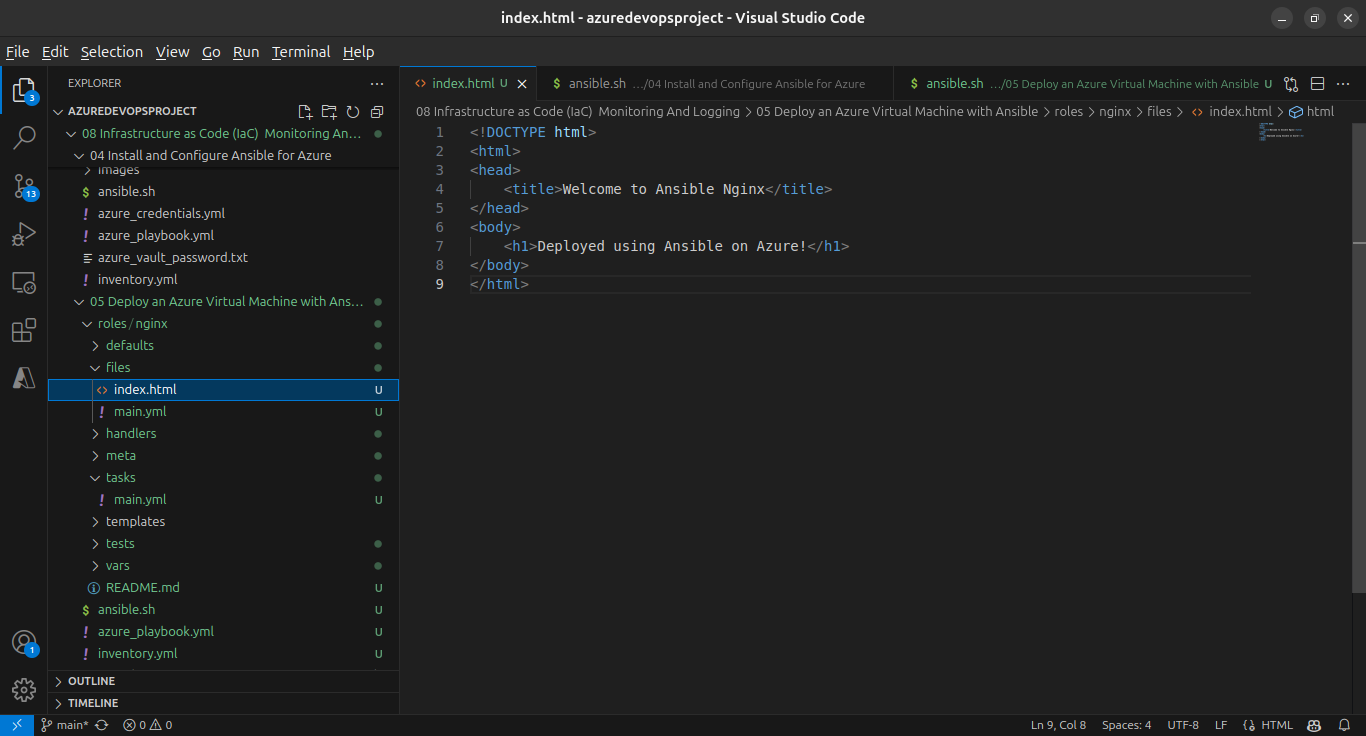 index.html - azuredevopsproject - Visual Studio Code
File Edit Selection View Go Run Terminal Help
EXPLORER
index.html U
ansible.sh .../04 Install and Configure Ansible for Azure
ansible.sh .../05 Deploy an Azure Virtual Machine with Ansible U
AZUREDEVOPSPROJECT
08 Infrastructure as Code (IaC) Monitoring And Logging > 05 Deploy an Azure Virtual Machine with Ansible > roles > nginx > files > index.html > html
08 Infrastructure as Code (IaC) Monitoring An...
04 Install and Configure Ansible for Azure
images
$ ansible.sh
! azure_credentials.yml
! azure_playbook.yml
azure_vault_password.txt
! inventory.yml
05 Deploy an Azure Virtual Machine with Ans...
roles / nginx
defaults
files
index.html U
! main.yml U
handlers
meta
tasks
! main.yml U
templates
tests
vars
README.md U
$ ansible.sh U
! azure_playbook.yml U
! inventory.yml U
OUTLINE
TIMELINE
1 <!DOCTYPE html>
2 <html>
3 <head>
4 <title>Welcome to Ansible Nginx</title>
5 </head>
6 <body>
7 <h1>Deployed using Ansible on Azure!</h1>
8 </body>
9 </html>
3
13
1
main* 0 0
Ln 9, Col 8 Spaces: 4 UTF-8 LF {} HTML